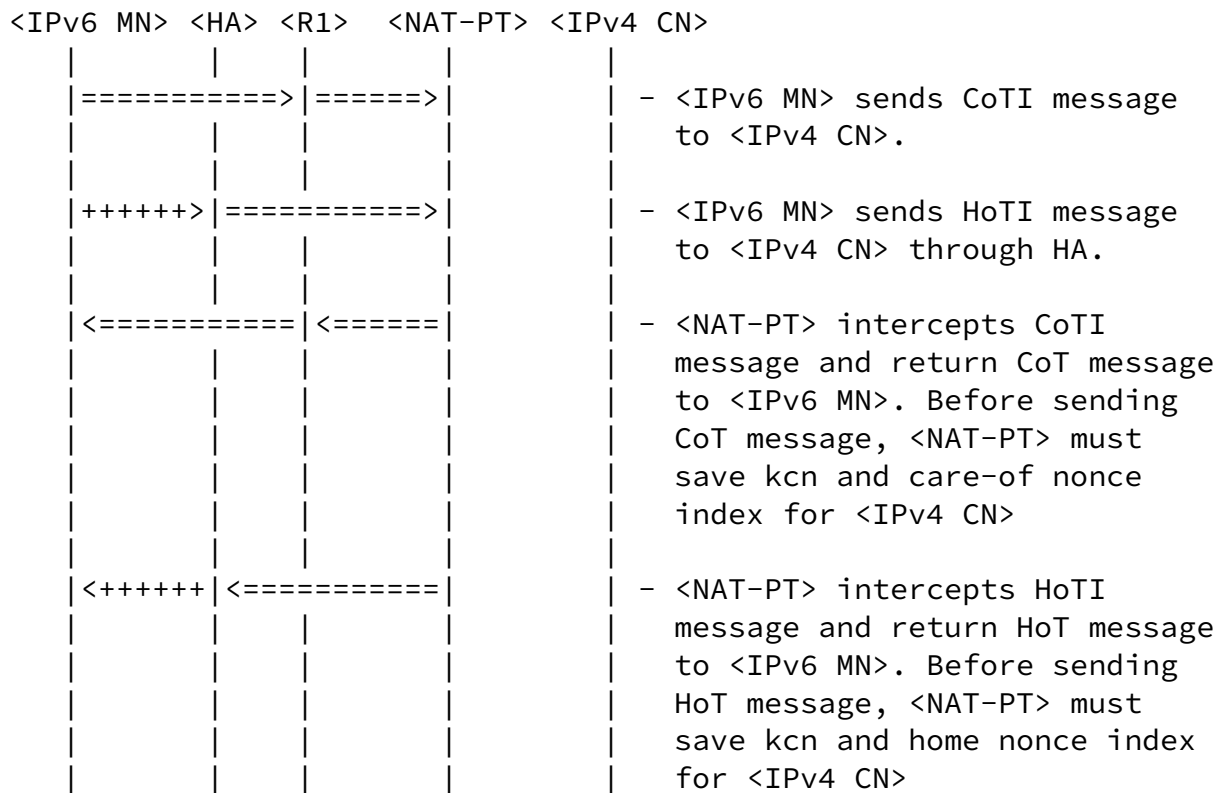 <IPv6 MN> <HA> <R1>   <NAT-PT> <IPv4 CN>
   |       |    |       |        |
   |===========>|======>|        | - <IPv6 MN> sends CoTI message
   |       |    |       |        |   to <IPv4 CN>.
   |       |    |       |        |
   |++++++>|===========>|        | - <IPv6 MN> sends HoTI message
   |       |    |       |        |   to <IPv4 CN> through HA.
   |       |    |       |        |
   |<===========|<======|        | - <NAT-PT> intercepts CoTI
   |       |    |       |        |   message and return CoT message
   |       |    |       |        |   to <IPv6 MN>. Before sending
   |       |    |       |        |   CoT message, <NAT-PT> must
   |       |    |       |        |   save kcn and care-of nonce
   |       |    |       |        |   index for <IPv4 CN>
   |       |    |       |        |
   |<++++++|<===========|        | - <NAT-PT> intercepts HoTI
   |       |    |       |        |   message and return HoT message
   |       |    |       |        |   to <IPv6 MN>. Before sending
   |       |    |       |        |   HoT message, <NAT-PT> must
   |       |    |       |        |   save kcn and home nonce index
   |       |    |       |        |   for <IPv4 CN>